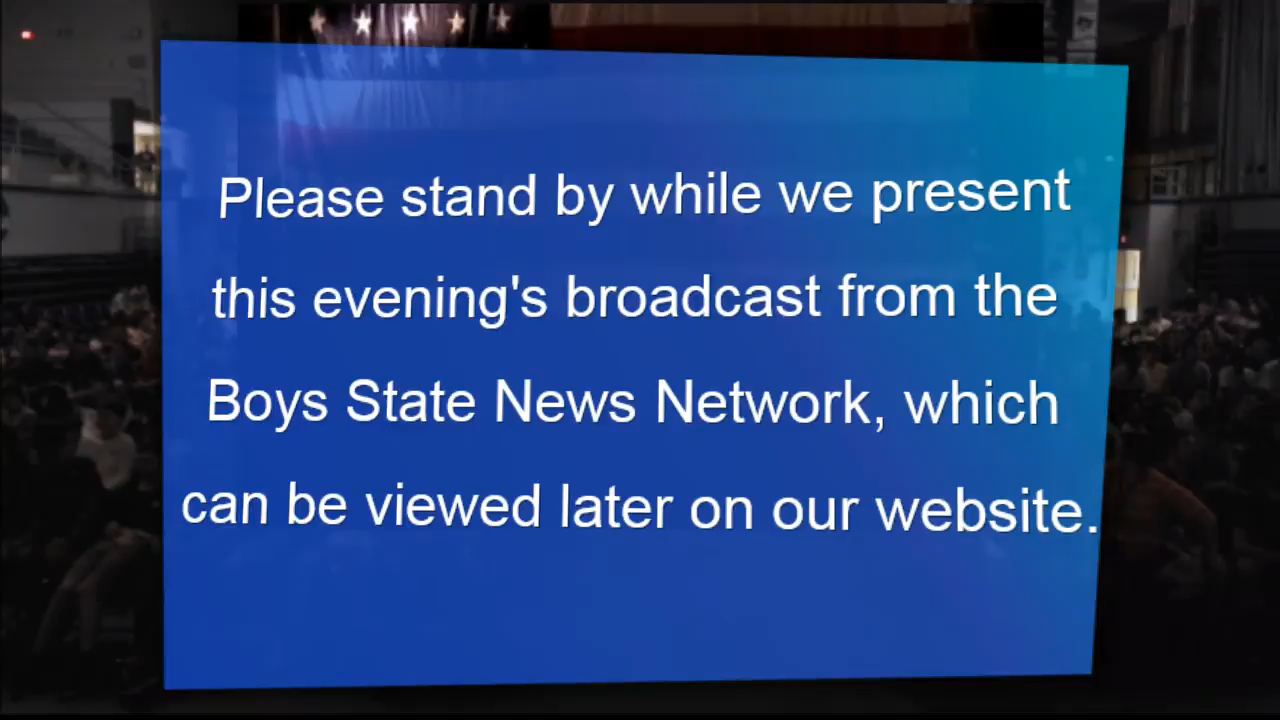 Please stand by while we present
this evening's broadcast from the
Boys State News Network, which
can be viewed later on our website.